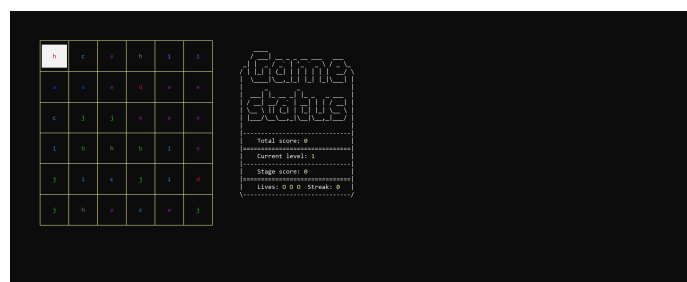 h c h i i
d
c j j
b h b
j i j d
j h c j
Game
status
Total score: 0
Current level: 1
Stage score: 0
Lives: O O O Streak: 0